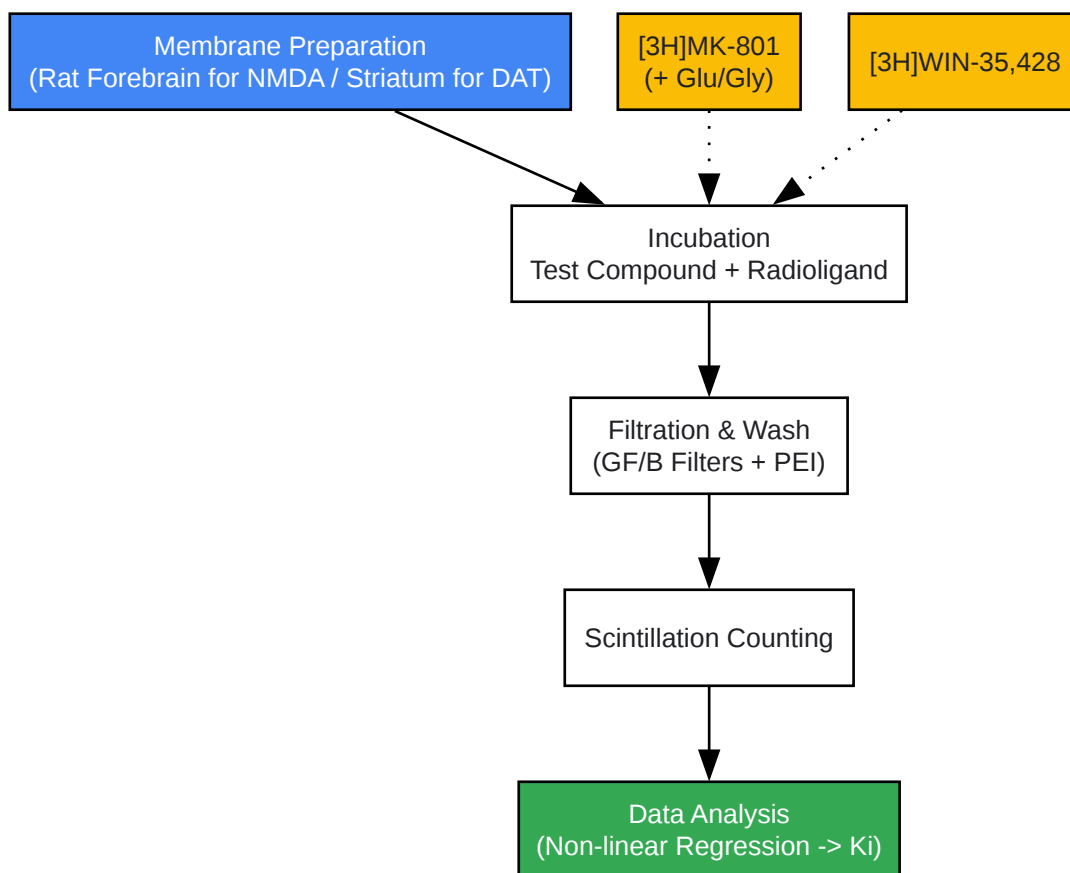 Membrane Preparation
(Rat Forebrain for NMDA / Striatum for DAT)
[3H]MK-801
(+ Glu/Gly)
[3H]WIN-35,428
Incubation
Test Compound + Radioligand
Filtration & Wash
(GF/B Filters + PEI)
Scintillation Counting
Data Analysis
(Non-linear Regression -> Ki)